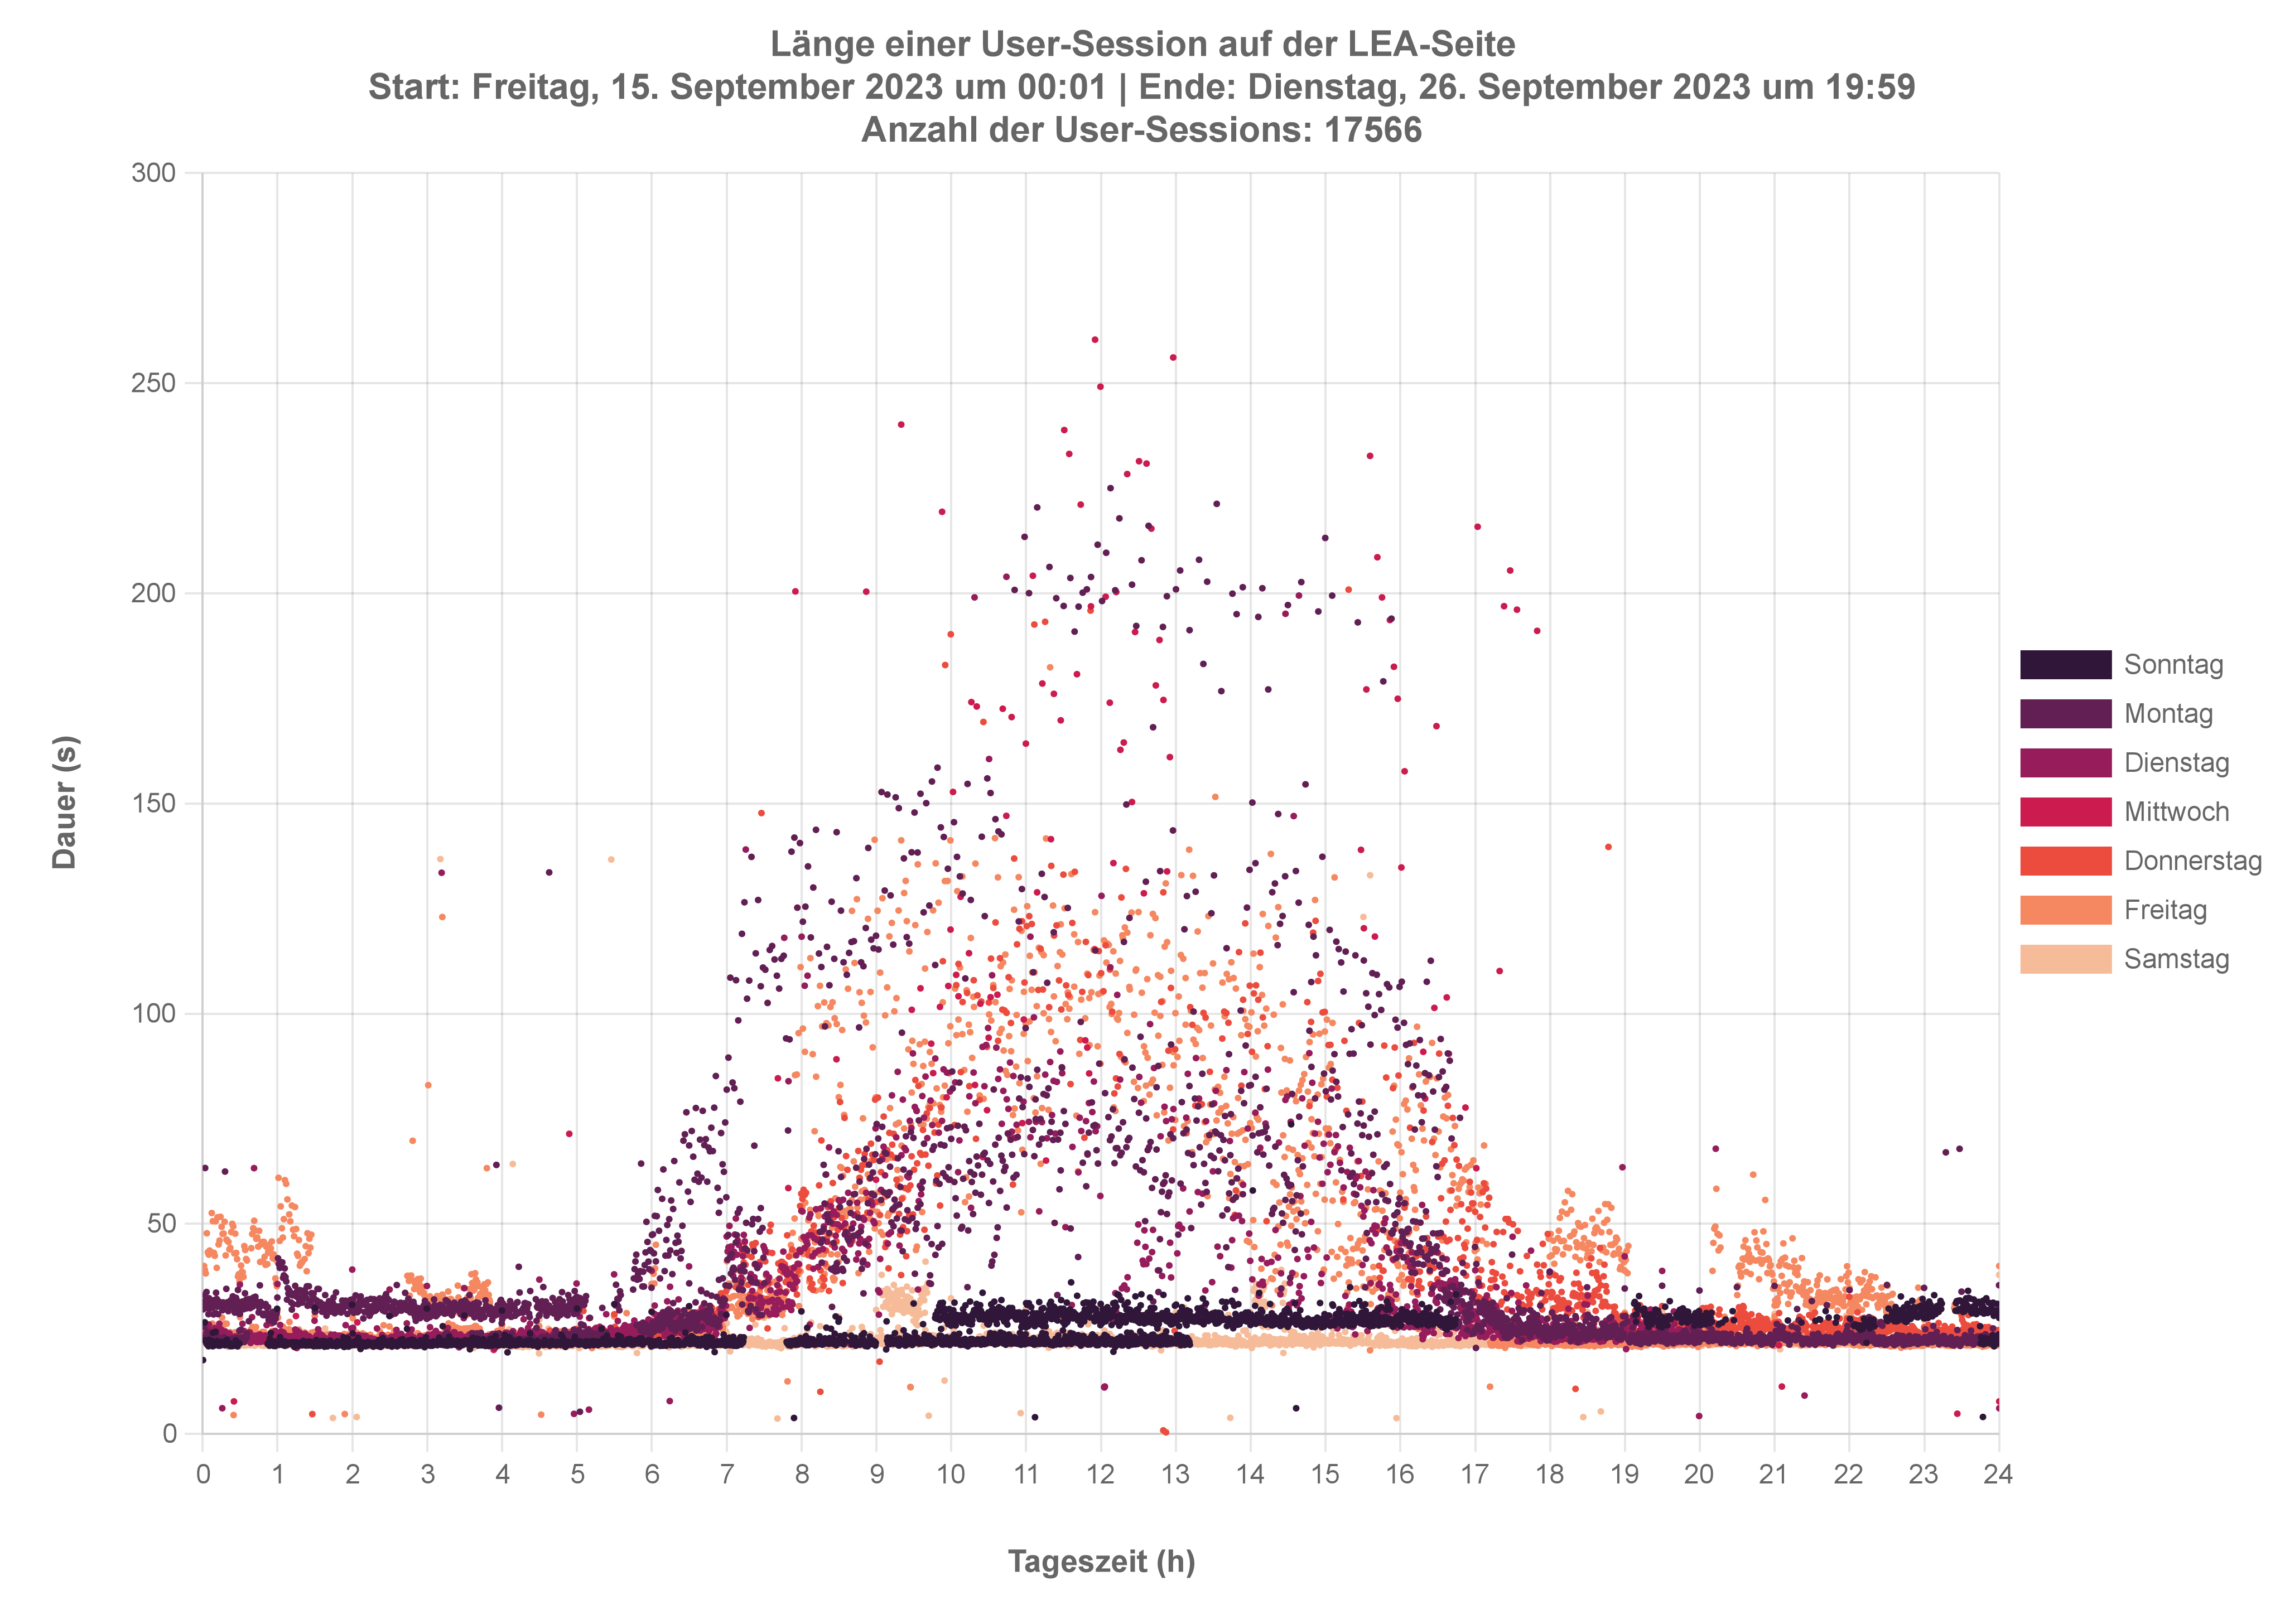 Länge einer User-Session auf der LEA-Seite
Start: Freitag, 15. September 2023 um 00:01 | Ende: Dienstag, 26. September 2023 um 19:59
Anzahl der User-Sessions: 17566
300
250
200
150
100
50
0
Dauer (s)
0 1 2 3 4 5 6 7 8 9 10 11 12 13 14 15 16 17 18 19 20 21 22 23 24
Tageszeit (h)
Sonntag
Montag
Dienstag
Mittwoch
Donnerstag
Freitag
Samstag